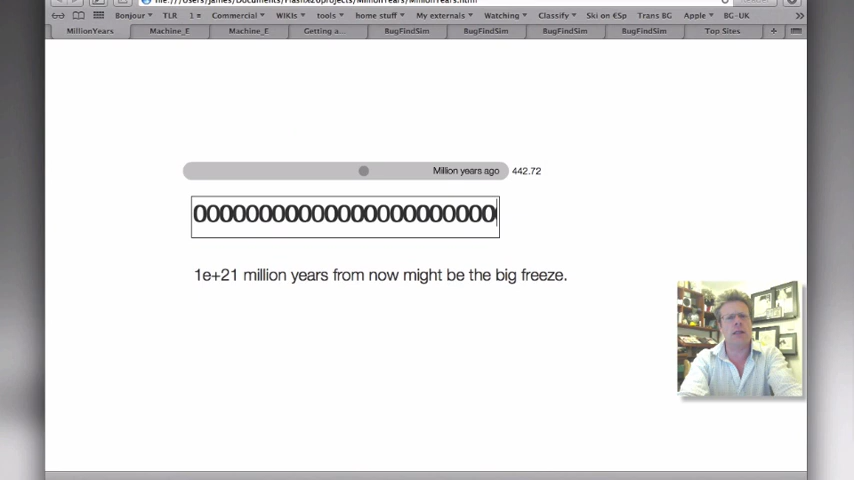 Bonjour TLR 1 = Commercial WIKIs tools home stuff My externals Watching Classify Ski on €Sp Trans BG Apple BG-UK
MillionYears Machine_E Machine_E Getting a... BugFindSim BugFindSim BugFindSim BugFindSim Top Sites
Million years ago 442.72
00000000000000000000000
1e+21 million years from now might be the big freeze.